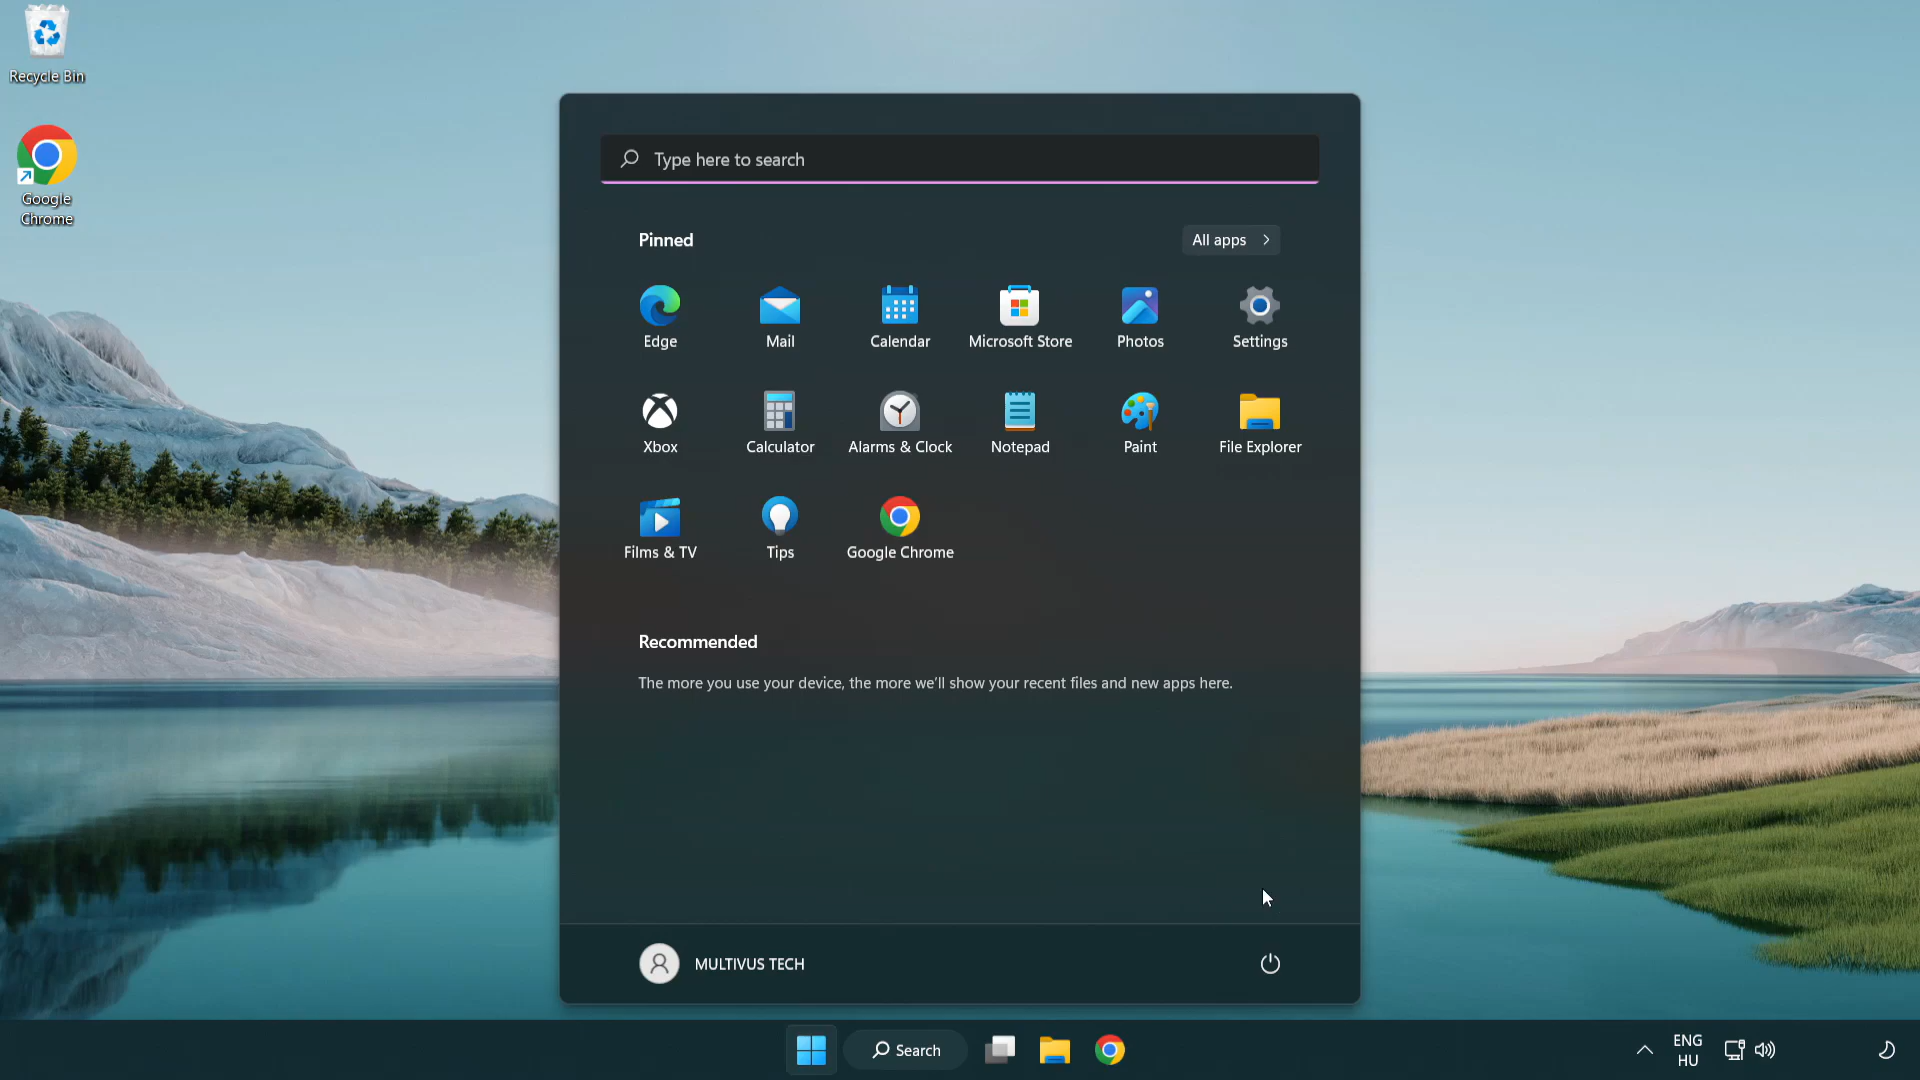 Recycle Bin
Google
Chrome
Type here to search
Pinned
All apps
Edge
Mail
Calendar
Microsoft Store
Photos
Settings
Xbox
Calculator
Alarms & Clock
Notepad
Paint
File Explorer
Films & TV
Tips
Google Chrome
Recommended
The more you use your device, the more we’ll show your recent files and new apps here.
MULTIVUS TECH
Search
ENG
HU